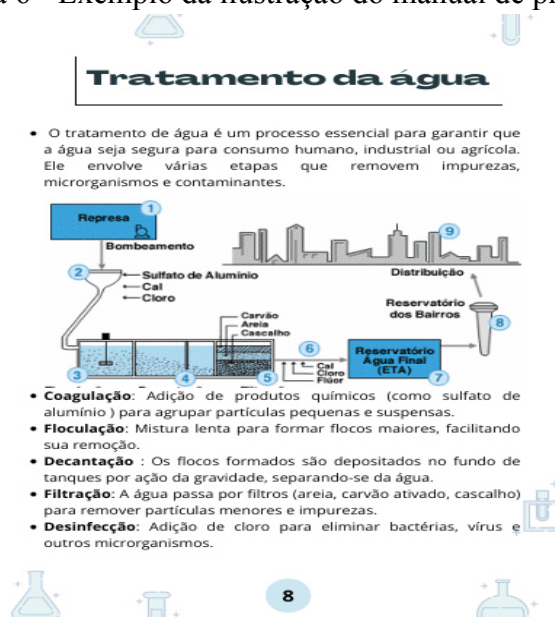 Exemplo da ilustração do manual de
Tratamento da água
• O tratamento de água é um processo essencial para garantir que
a água seja segura para consumo humano, industrial ou agrícola.
Ele envolve várias etapas que removem impurezas,
microrganismos e contaminantes.
1
Represa
Bombeamento
2
Sulfato de Alumínio
Cal
Cloro
9
Distribuição
Reservatório
dos Bairros
8
Carvão
Areia
Cascalho
6
Cal
Cloro
Flúor
Reservatório
Água Final
(ETA)
3
4
5
7
• Coagulação: Adição de produtos químicos (como sulfato de
alumínio ) para agrupar partículas pequenas e suspensas.
• Floculação: Mistura lenta para formar flocos maiores, facilitando
sua remoção.
• Decantação : Os flocos formados são depositados no fundo de
tanques por ação da gravidade, separando-se da água.
• Filtração: A água passa por filtros (areia, carvão ativado, cascalho)
para remover partículas menores e impurezas.
• Desinfecção: Adição de cloro para eliminar bactérias, vírus e
outros microrganismos.
8